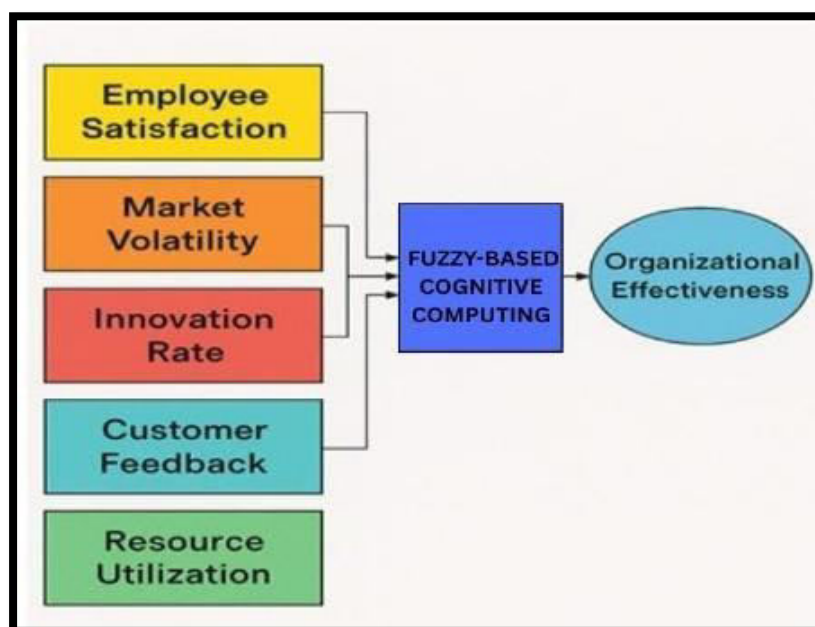 Employee
Satisfaction
Market
Volatility
Innovation
Rate
Customer
Feedback
Resource
Utilization
FUZZY-BASED
COGNITIVE
COMPUTING
Organizational
Effectiveness